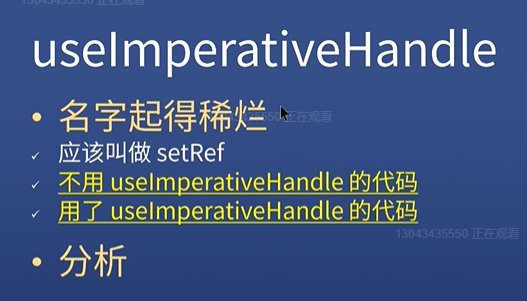 13043435550 正在观看
useImperativeHandle
• 名字起得稀烂
✓ 应该叫做 setRef
✓ 不用 useImperativeHandle 的代码
✓ 用了 useImperativeHandle 的代码
13043435550 正在观看
• 分析